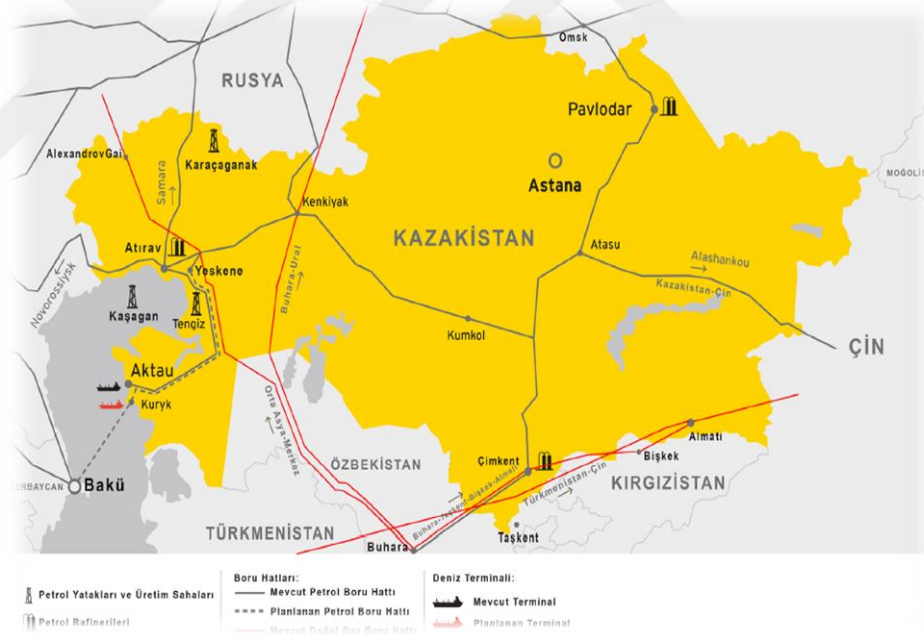 Omsk
RUSYA
Pavlodar
AlexandrovGai
Karaçaganak
Samara
MOĞOLİS
Astana
Kenkiyak
KAZAKİSTAN
Atırav
Yeskene
Atasu
Alashankou
Kazakistan-Çin
Novorossiysk
Buhara-Ural
Kaşagan
Tengiz
Kumkol
ÇİN
Aktau
Kuryk
Orta Asya-Merkez
Almatı
Bişkek
Çimkent
ÖZBEKİSTAN
Buhara-Taşkent-Bişkek-Almatı
Türkmenistan-Çin
KIRGIZİSTAN
ZERBAYCAN
Bakü
TÜRKMENİSTAN
Taşkent
Buhara
Petrol Yatakları ve Üretim Sahaları
Petrol Rafinerileri
Boru Hatları:
Mevcut Petrol Boru Hattı
Planlanan Petrol Boru Hattı
Mevcut Doğal Gaz Boru Hattı
Deniz Terminali:
Mevcut Terminal
Planlanan Terminal